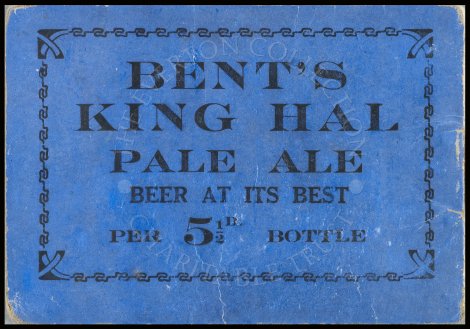 BENT'S
KING HAL
PALE ALE
BEER AT ITS BEST
PER 5½D. BOTTLE